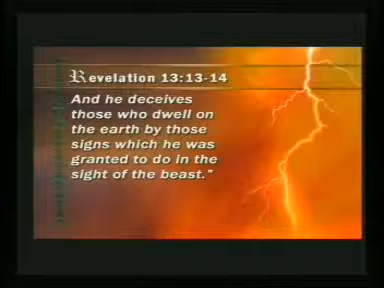 Revelation 13:13-14
And he deceives
those who dwell on
the earth by those
signs which he was
granted to do in the
sight of the beast."